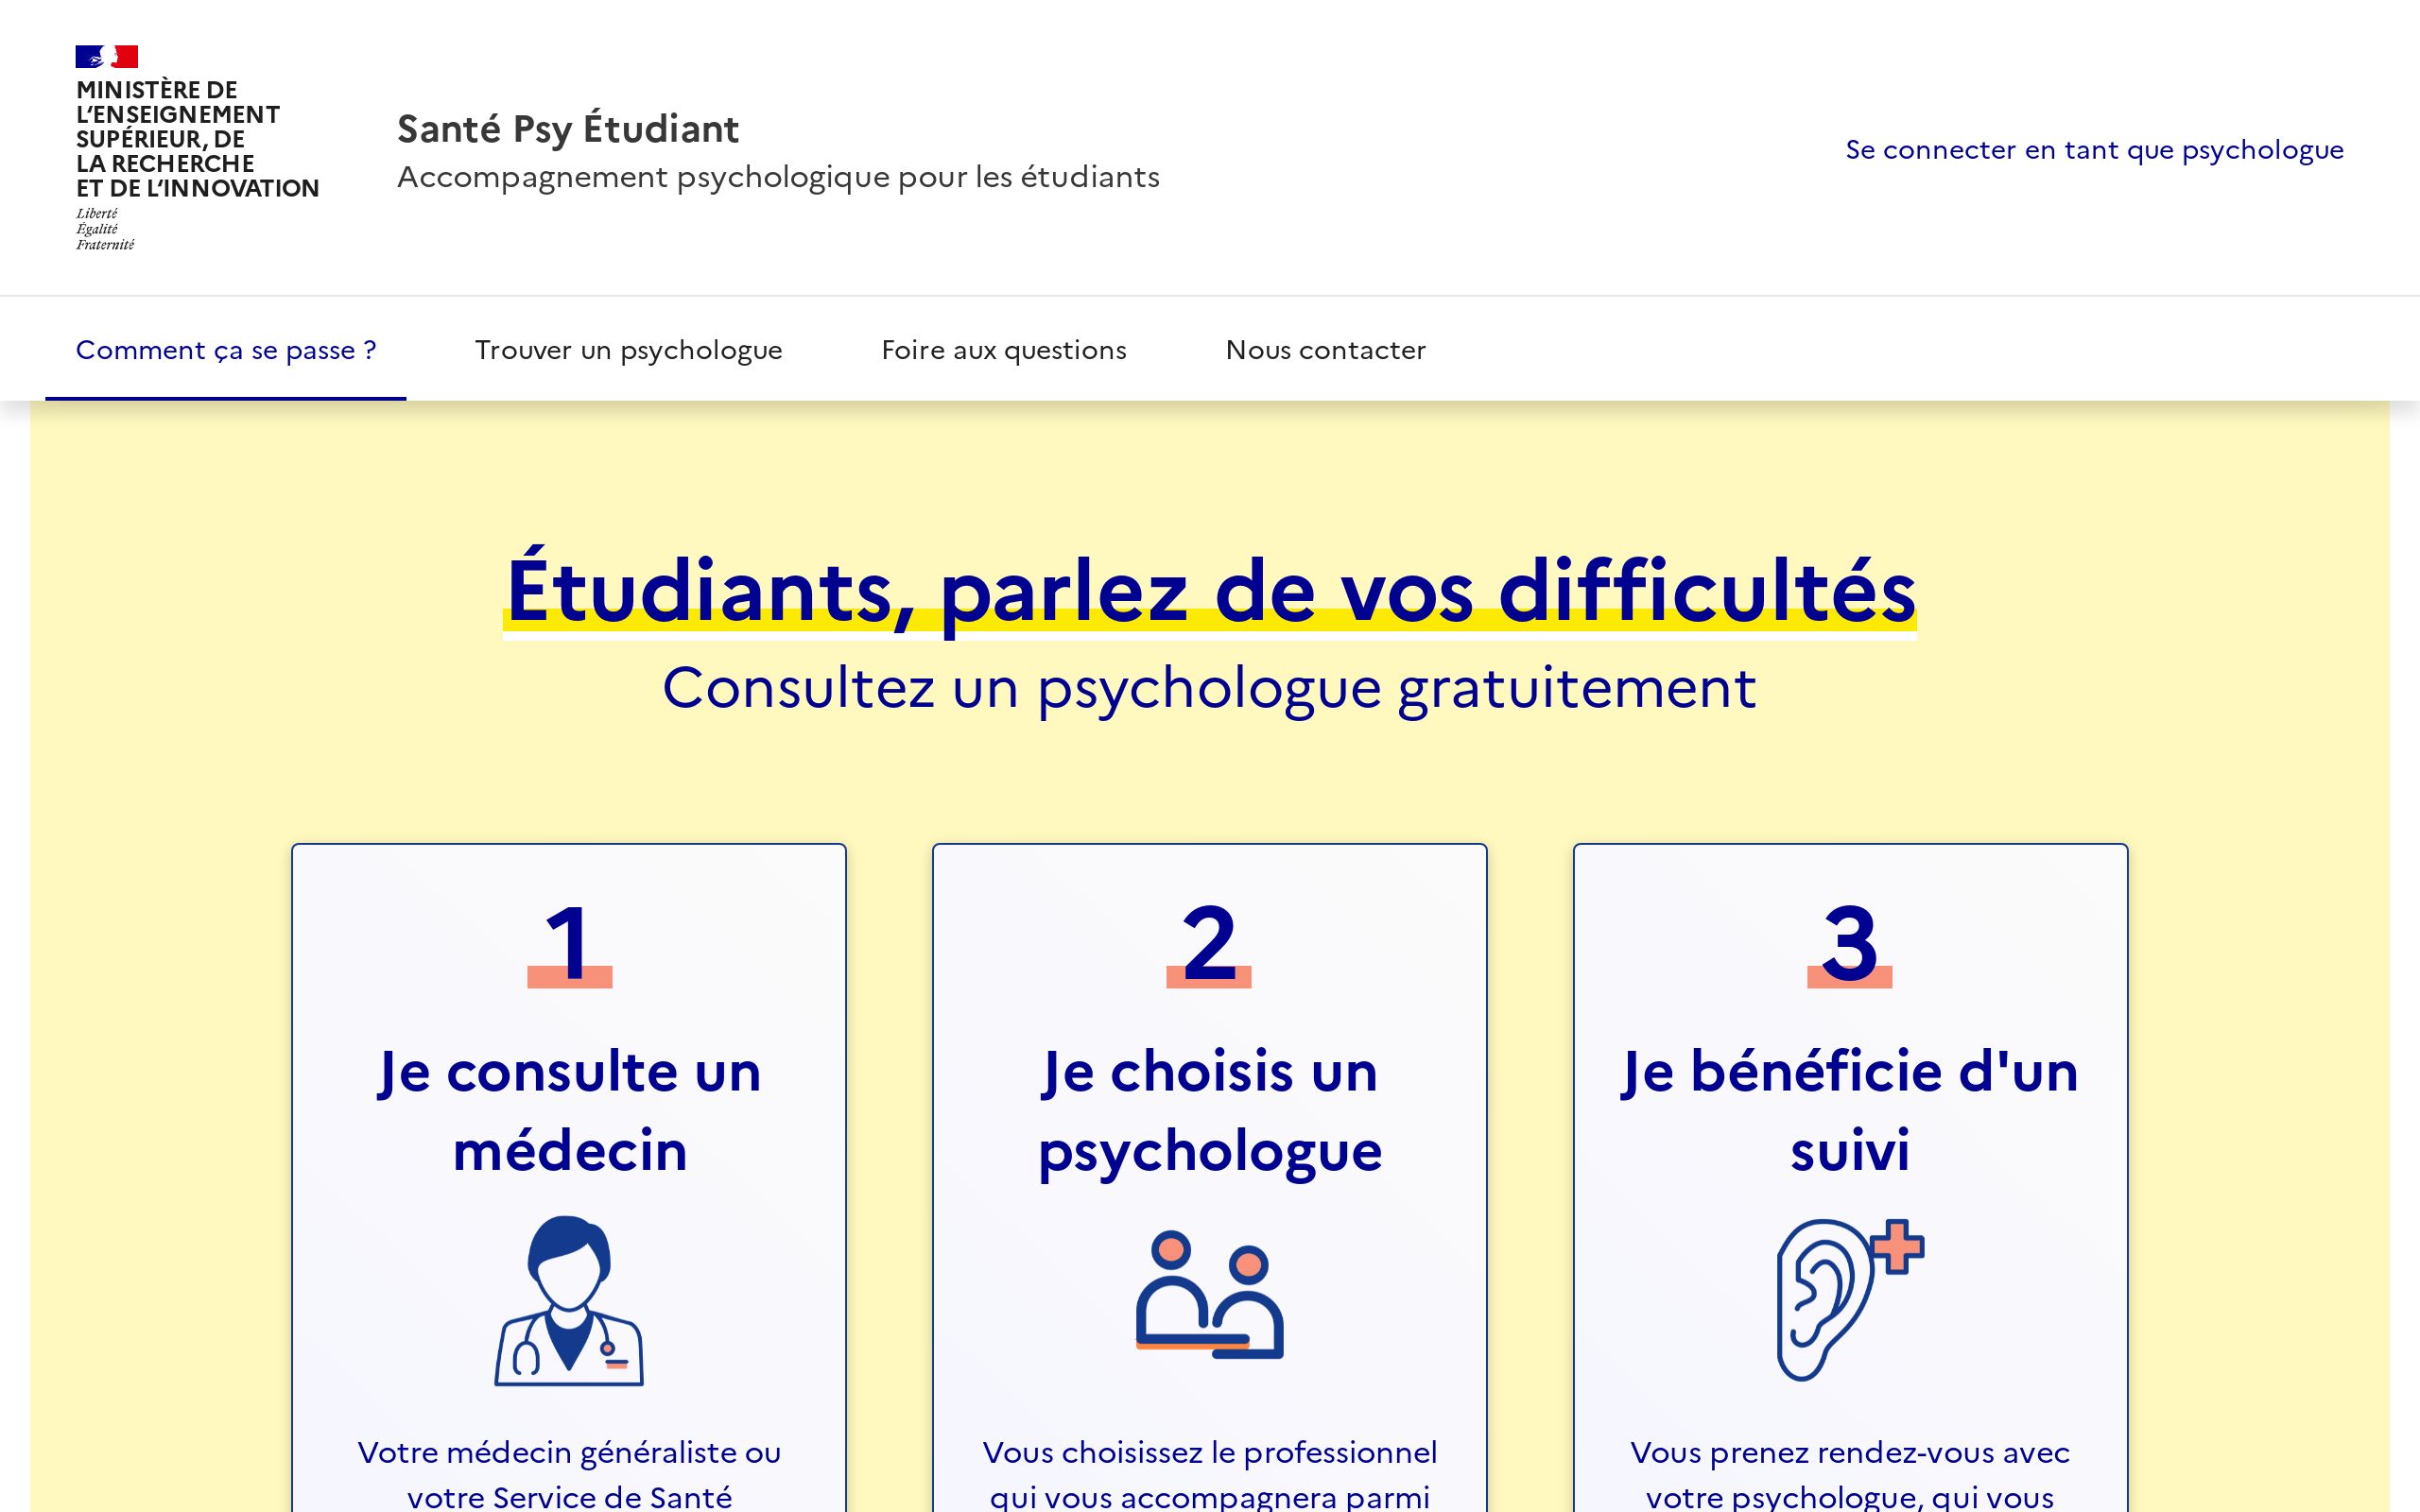 MINISTÈRE DE
L'ENSEIGNEMENT
SUPÉRIEUR, DE
LA RECHERCHE
ET DE L'INNOVATION
Liberté
Égalité
Fraternité
Santé Psy Étudiant
Accompagnement psychologique pour les étudiants
Se connecter en tant que psychologue
Comment ça se passe ?
Trouver un psychologue
Foire aux questions
Nous contacter
Étudiants, parlez de vos difficultés
Consultez un psychologue gratuitement
1
Je consulte un
médecin
Votre médecin généraliste ou
votre Service de Santé
2
Je choisis un
psychologue
Vous choisissez le professionnel
qui vous accompagnera parmi
3
Je bénéficie d'un
suivi
Vous prenez rendez-vous avec
votre psychologue, qui vous